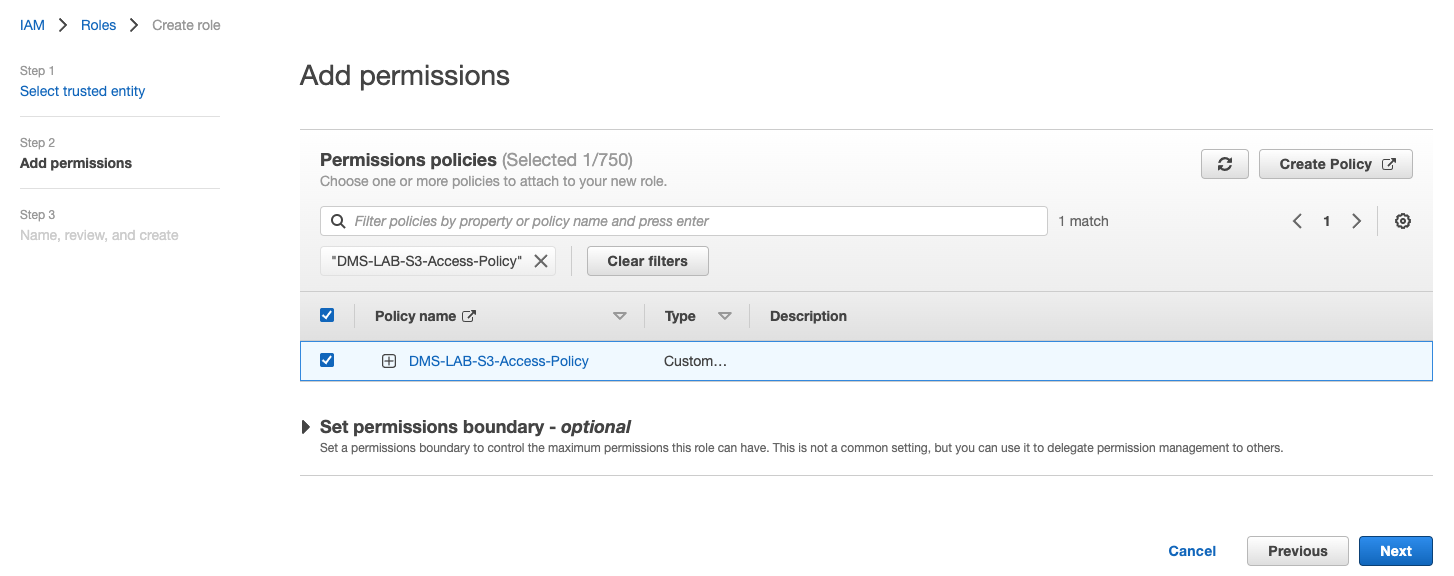 IAM > Roles > Create role
Step 1
Select trusted entity
Step 2
Add permissions
Step 3
Name, review, and create
Add permissions
Permissions policies (Selected 1/750)
Choose one or more policies to attach to your new role.
Create Policy
Filter policies by property or policy name and press enter
1 match
1
"DMS-LAB-S3-Access-Policy"
Clear filters
Policy name
Type
Description
DMS-LAB-S3-Access-Policy
Custom...
Set permissions boundary - optional
Set a permissions boundary to control the maximum permissions this role can have. This is not a common setting, but you can use it to delegate permission management to others.
Cancel
Previous
Next